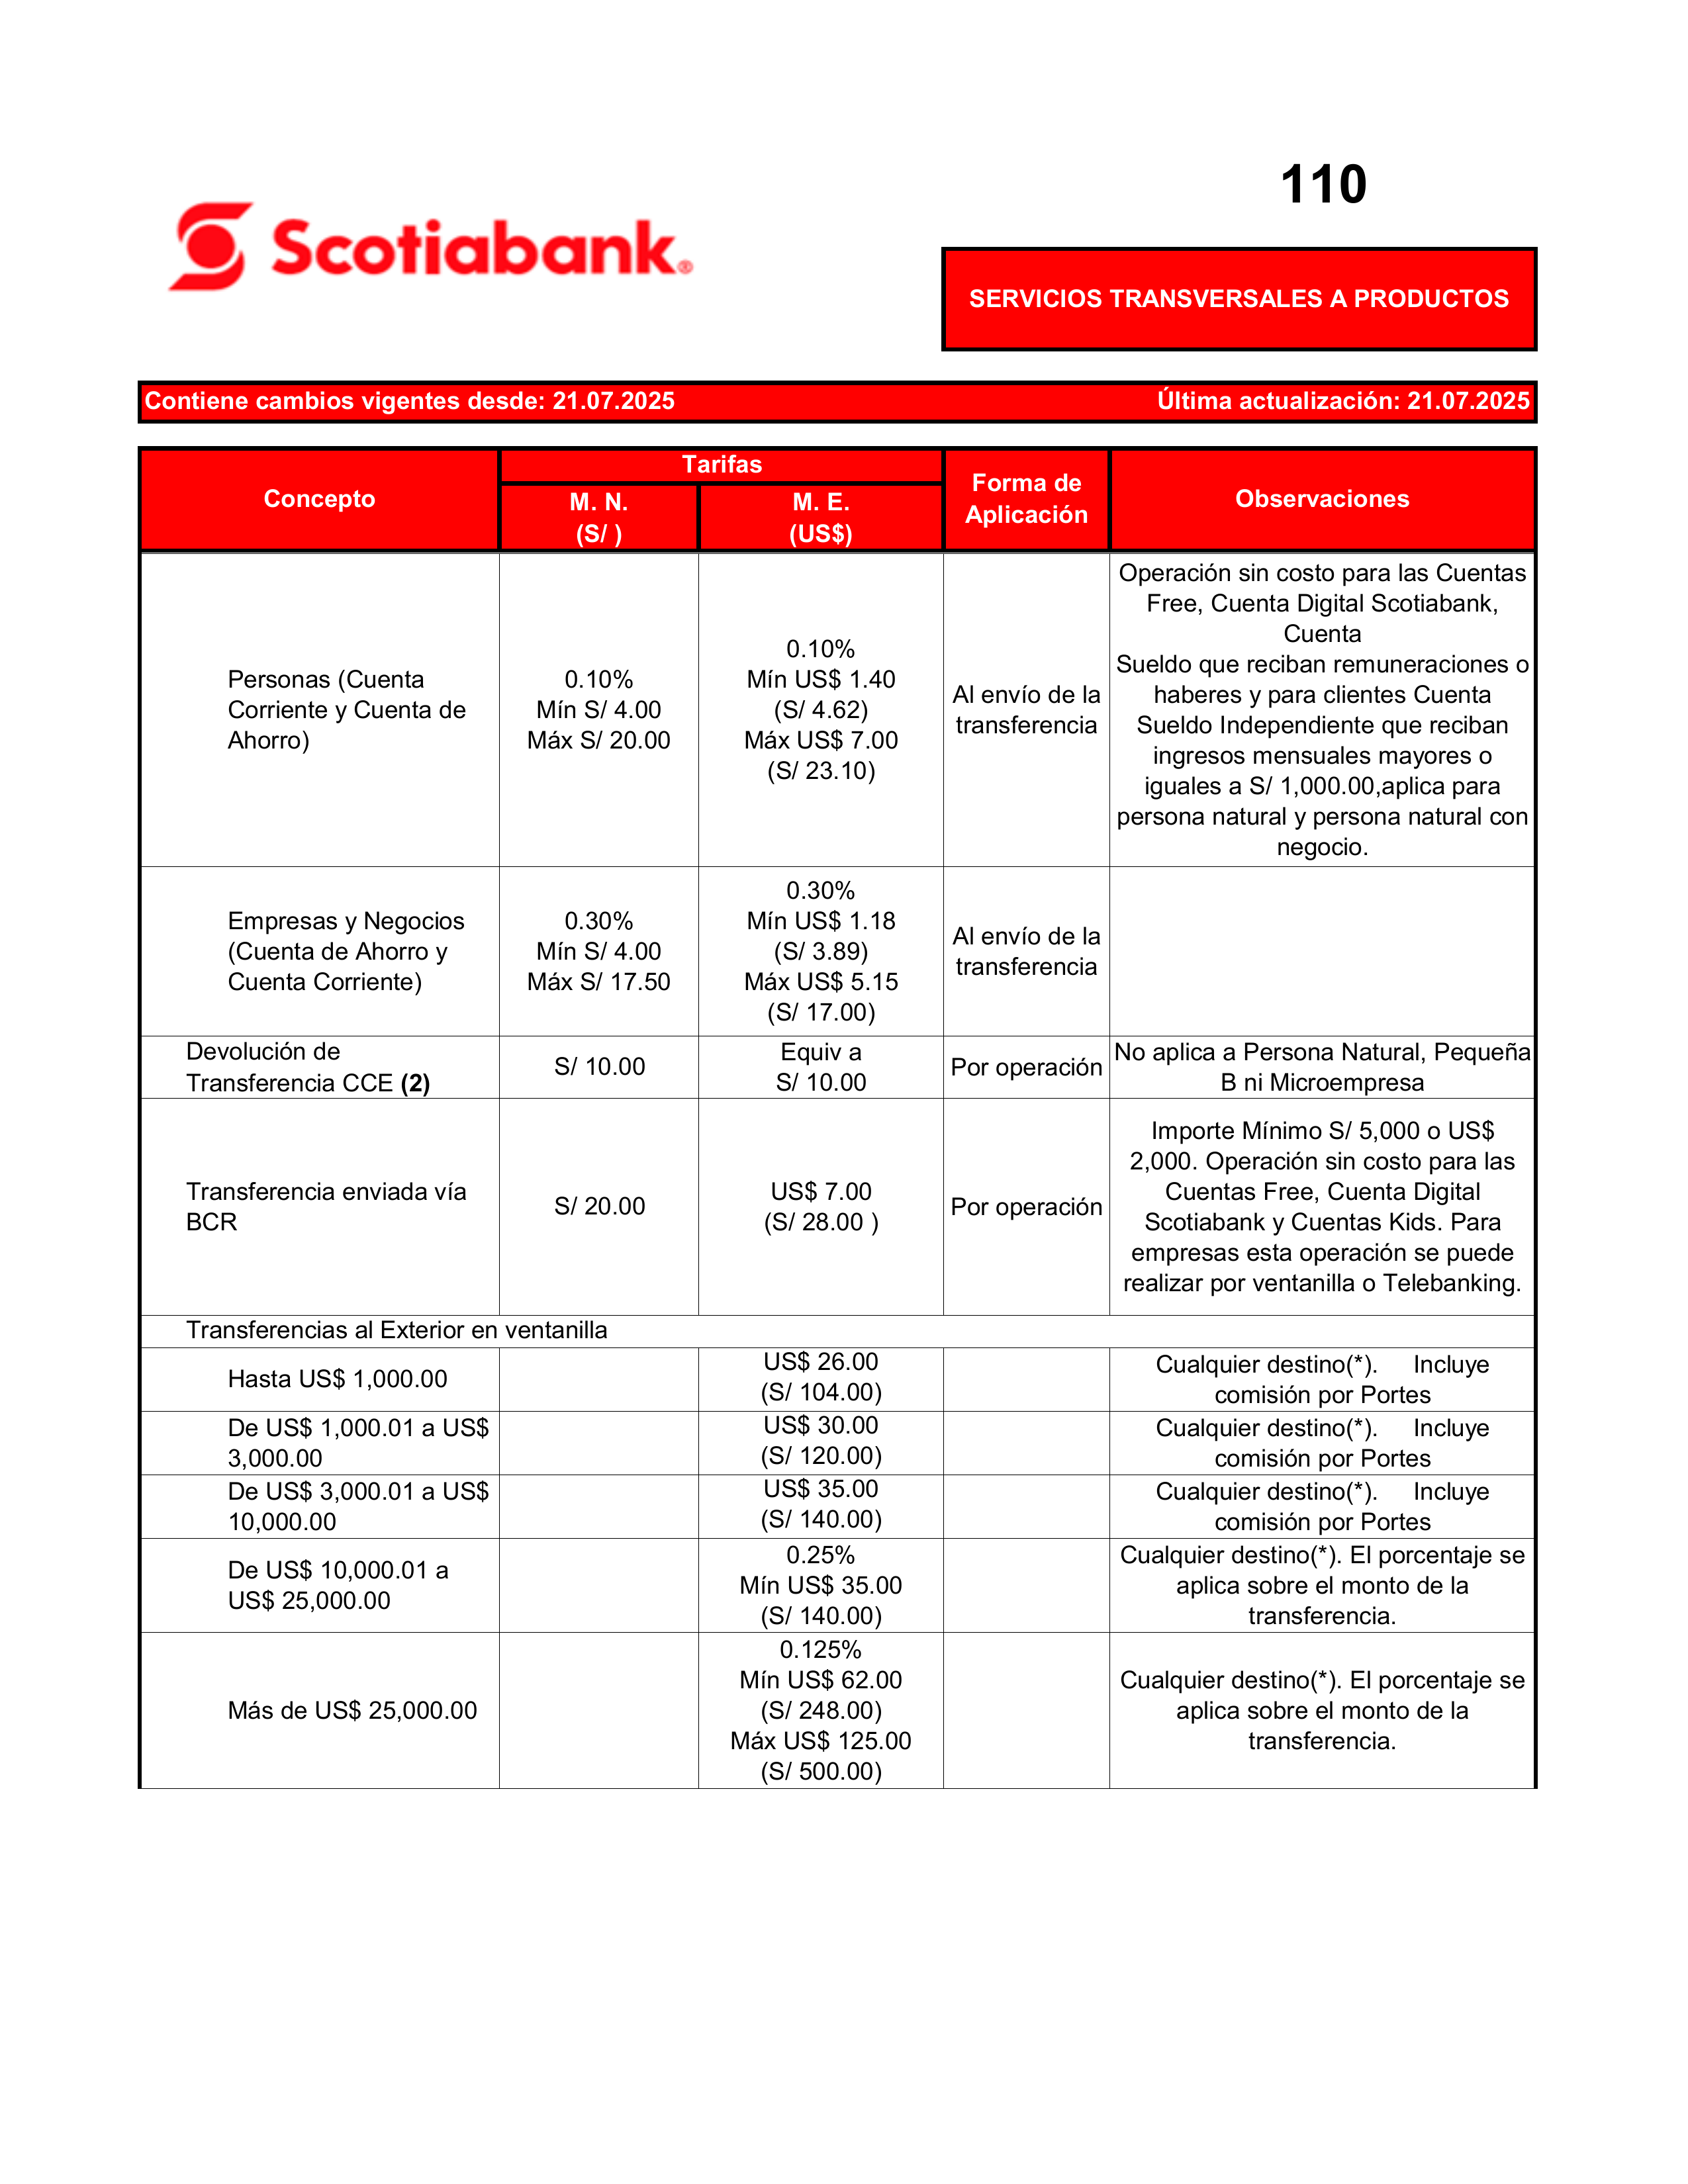 110
Scotiabank®
SERVICIOS TRANSVERSALES A PRODUCTOS
Contiene cambios vigentes desde: 21.07.2025 Última actualización: 21.07.2025
Concepto
Tarifas
M. N.
(S/ )
M. E.
(US$)
Forma de
Aplicación
Observaciones
Personas (Cuenta
Corriente y Cuenta de
Ahorro)
0.10%
Mín S/ 4.00
Máx S/ 20.00
0.10%
Mín US$ 1.40
(S/ 4.62)
Máx US$ 7.00
(S/ 23.10)
Al envío de la
transferencia
Operación sin costo para las Cuentas
Free, Cuenta Digital Scotiabank,
Cuenta
Sueldo que reciban remuneraciones o
haberes y para clientes Cuenta
Sueldo Independiente que reciban
ingresos mensuales mayores o
iguales a S/ 1,000.00,aplica para
persona natural y persona natural con
negocio.
Empresas y Negocios
(Cuenta de Ahorro y
Cuenta Corriente)
0.30%
Mín S/ 4.00
Máx S/ 17.50
0.30%
Mín US$ 1.18
(S/ 3.89)
Máx US$ 5.15
(S/ 17.00)
Al envío de la
transferencia
Devolución de
Transferencia CCE (2)
S/ 10.00
Equiv a
S/ 10.00
Por operación
No aplica a Persona Natural, Pequeña
B ni Microempresa
Transferencia enviada vía
BCR
S/ 20.00
US$ 7.00
(S/ 28.00 )
Por operación
Importe Mínimo S/ 5,000 o US$
2,000. Operación sin costo para las
Cuentas Free, Cuenta Digital
Scotiabank y Cuentas Kids. Para
empresas esta operación se puede
realizar por ventanilla o Telebanking.
Transferencias al Exterior en ventanilla
Hasta US$ 1,000.00
US$ 26.00
(S/ 104.00)
Cualquier destino(*). Incluye
comisión por Portes
De US$ 1,000.01 a US$
3,000.00
US$ 30.00
(S/ 120.00)
Cualquier destino(*). Incluye
comisión por Portes
De US$ 3,000.01 a US$
10,000.00
US$ 35.00
(S/ 140.00)
Cualquier destino(*). Incluye
comisión por Portes
De US$ 10,000.01 a
US$ 25,000.00
0.25%
Mín US$ 35.00
(S/ 140.00)
Cualquier destino(*). El porcentaje se
aplica sobre el monto de la
transferencia.
Más de US$ 25,000.00
0.125%
Mín US$ 62.00
(S/ 248.00)
Máx US$ 125.00
(S/ 500.00)
Cualquier destino(*). El porcentaje se
aplica sobre el monto de la
transferencia.